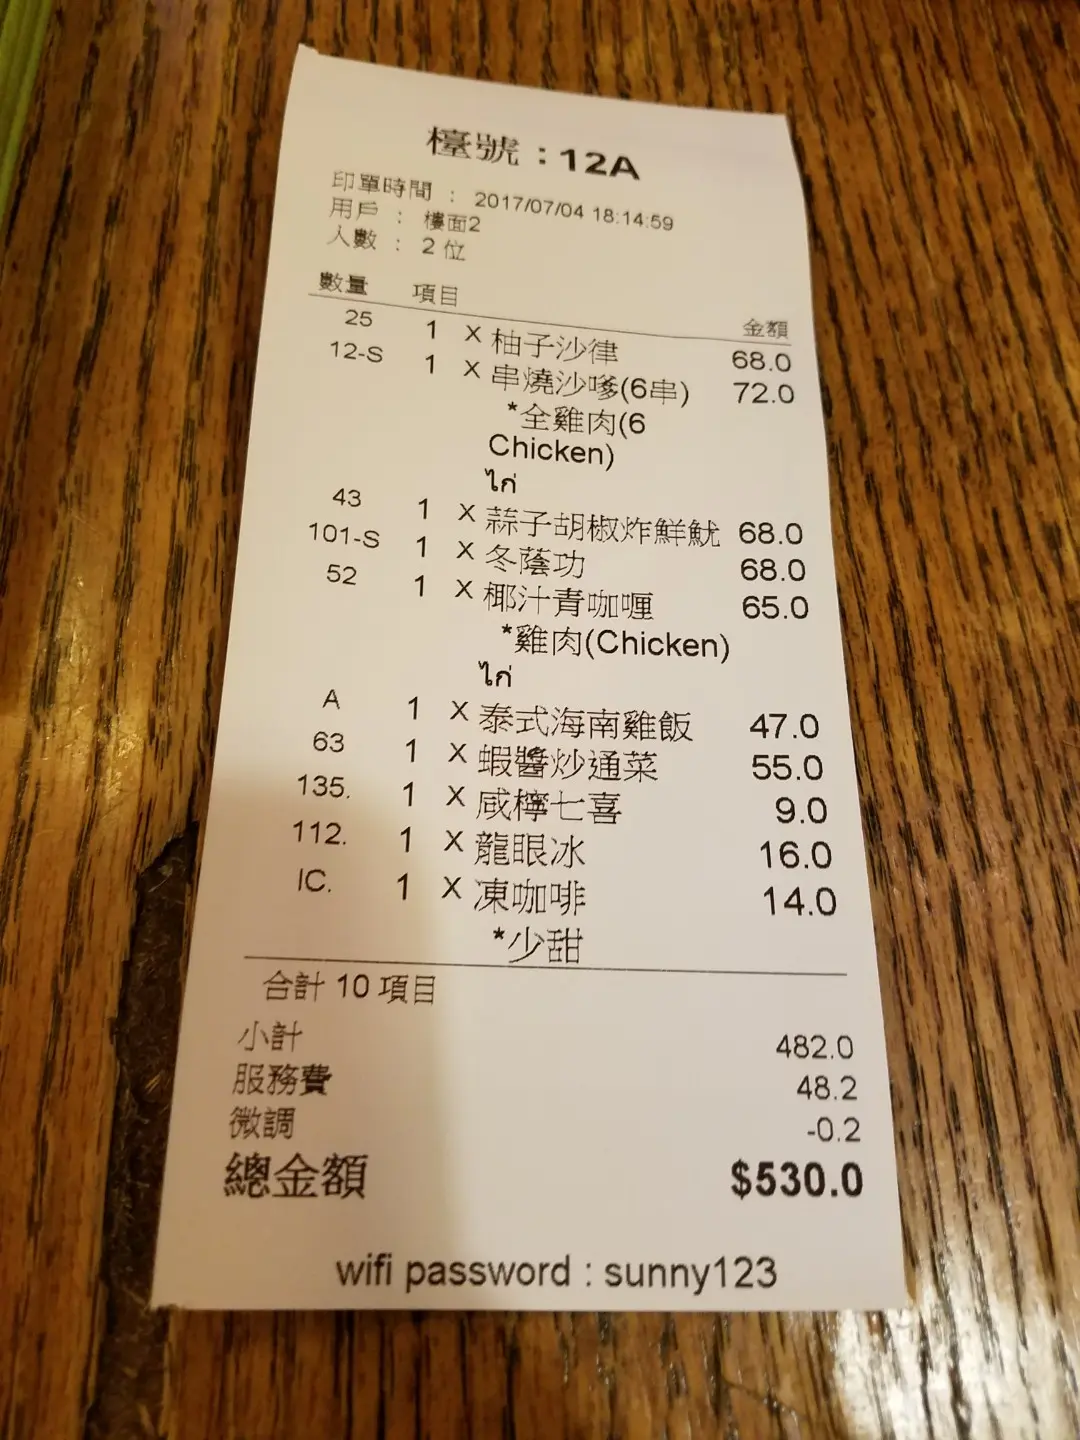 檯號：12A
印單時間 ： 2017/07/04 18:14:59
用戶 ： 樓面2
人數 ： 2 位
數量 項目 金額
25 1 X 柚子沙律 68.0
12-S 1 X 串燒沙嗲(6串) 72.0
*全雞肉(6
Chicken)
ไก่
43 1 X 蒜子胡椒炸鮮魷 68.0
101-S 1 X 冬蔭功 68.0
52 1 X 椰汁青咖喱 65.0
*雞肉(Chicken)
ไก่
A 1 X 泰式海南雞飯 47.0
63 1 X 蝦醬炒通菜 55.0
135. 1 X 咸檸七喜 9.0
112. 1 X 龍眼冰 16.0
IC. 1 X 凍咖啡 14.0
*少甜
合計 10 項目
小計 482.0
服務費 48.2
微調 -0.2
總金額 $530.0
wifi password : sunny123